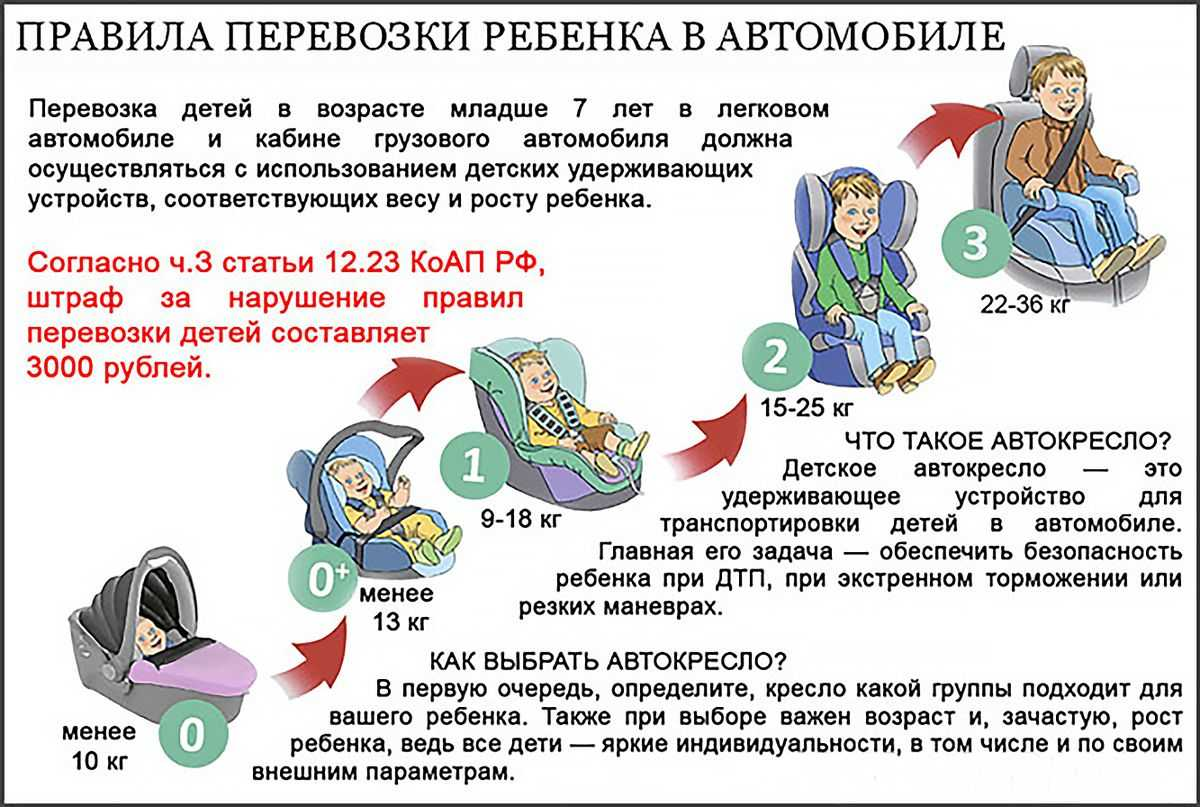 ПРАВИЛА ПЕРЕВОЗКИ РЕБЕНКА В АВТОМОБИЛЕ
Перевозка детей в возрасте младше 7 лет в легковом
автомобиле и кабине грузового автомобиля должна
осуществляться с использованием детских удерживающих
устройств, соответствующих весу и росту ребенка.
Согласно ч.3 статьи 12.23 КоАП РФ,
штраф за нарушение правил
перевозки детей составляет
3000 рублей.
3
22-36 кг
2
15-25 кг
1
9-18 кг
0+
менее
13 кг
0
менее
10 кг
ЧТО ТАКОЕ АВТОКРЕСЛО?
Детское автокресло — это
удерживающее устройство для
транспортировки детей в автомобиле.
Главная его задача — обеспечить безопасность
ребенка при ДТП, при экстренном торможении или
резких маневрах.
КАК ВЫБРАТЬ АВТОКРЕСЛО?
В первую очередь, определите, кресло какой группы подходит для
вашего ребенка. Также при выборе важен возраст и, зачастую, рост
ребенка, ведь все дети — яркие индивидуальности, в том числе и по своим
внешним параметрам.